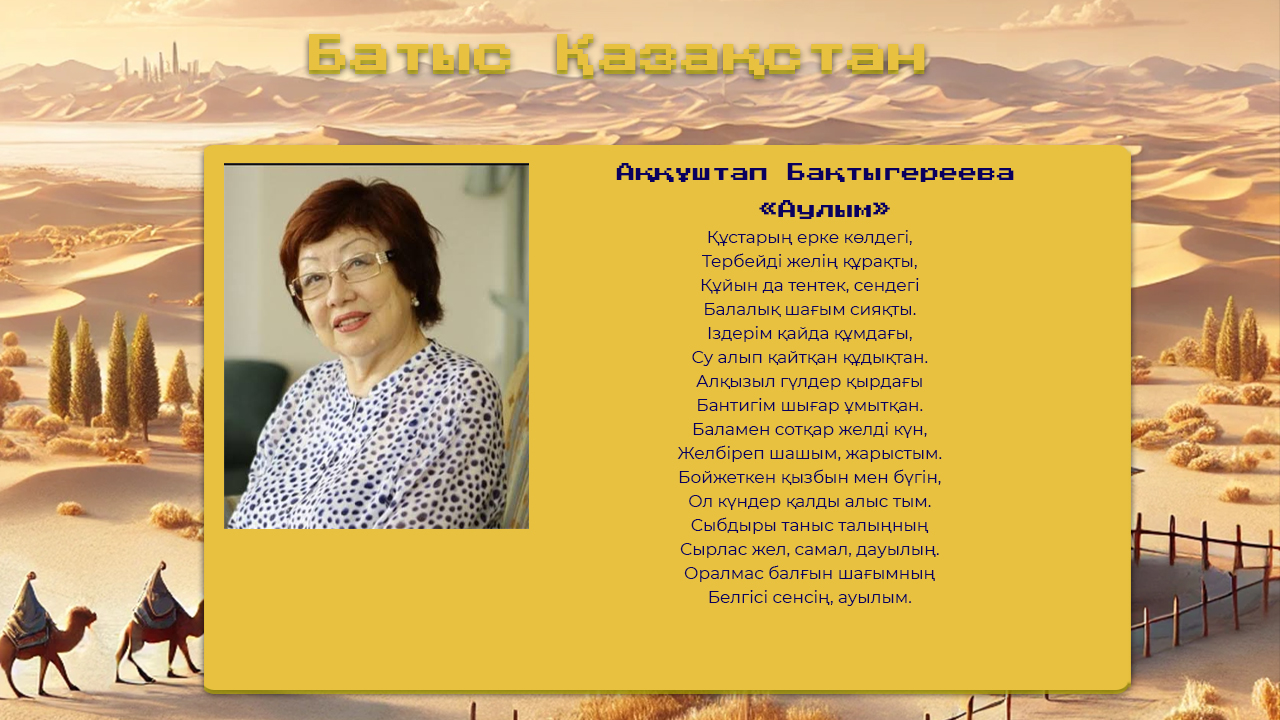 Батыс Қазақстан
Аққұштап Бақтыгереева
«Аулым»
Құстарың ерке көлдегі,
Тербейді желің құрақты,
Құйын да тентек, сендегі
Балалық шағым сияқты.
Іздерім қайда құмдағы,
Су алып қайтқан құдықтан.
Алқызыл гүлдер қырдағы
Бантигім шығар ұмытқан.
Баламен сотқар желді күн,
Желбіреп шашым, жарыстым.
Бойжеткен қызбын мен бүгін,
Ол күндер қалды алыс тым.
Сыбдыры таныс талыңның
Сырлас жел, самал, дауылың.
Оралмас балғын шағымның
Белгісі сенсің, ауылым.